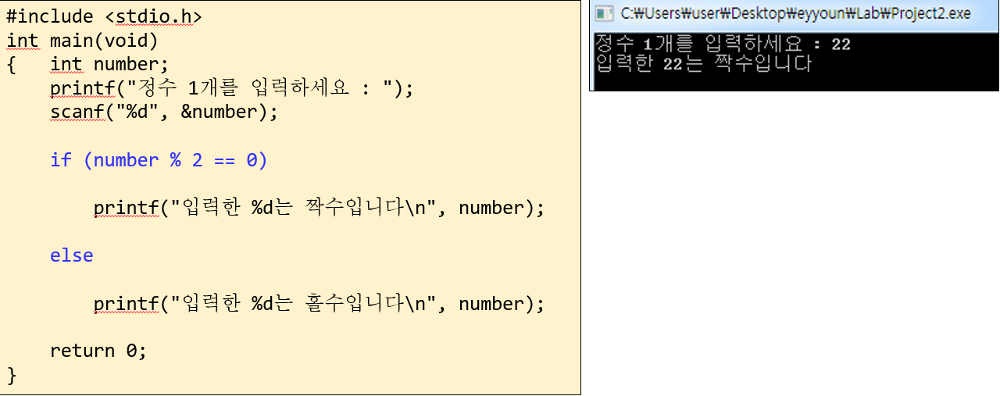 #include <stdio.h>
int main(void)
{   int number;
    printf("정수 1개를 입력하세요 : ");
    scanf("%d", &number);
    if (number % 2 == 0)
        printf("입력한 %d는 짝수입니다\n", number);
    else
        printf("입력한 %d는 홀수입니다\n", number);
    return 0;
}
C:₩Users₩user₩Desktop₩eyyoun₩Lab₩Project2.exe
정수 1개를 입력하세요 : 22
입력한 22는 짝수입니다